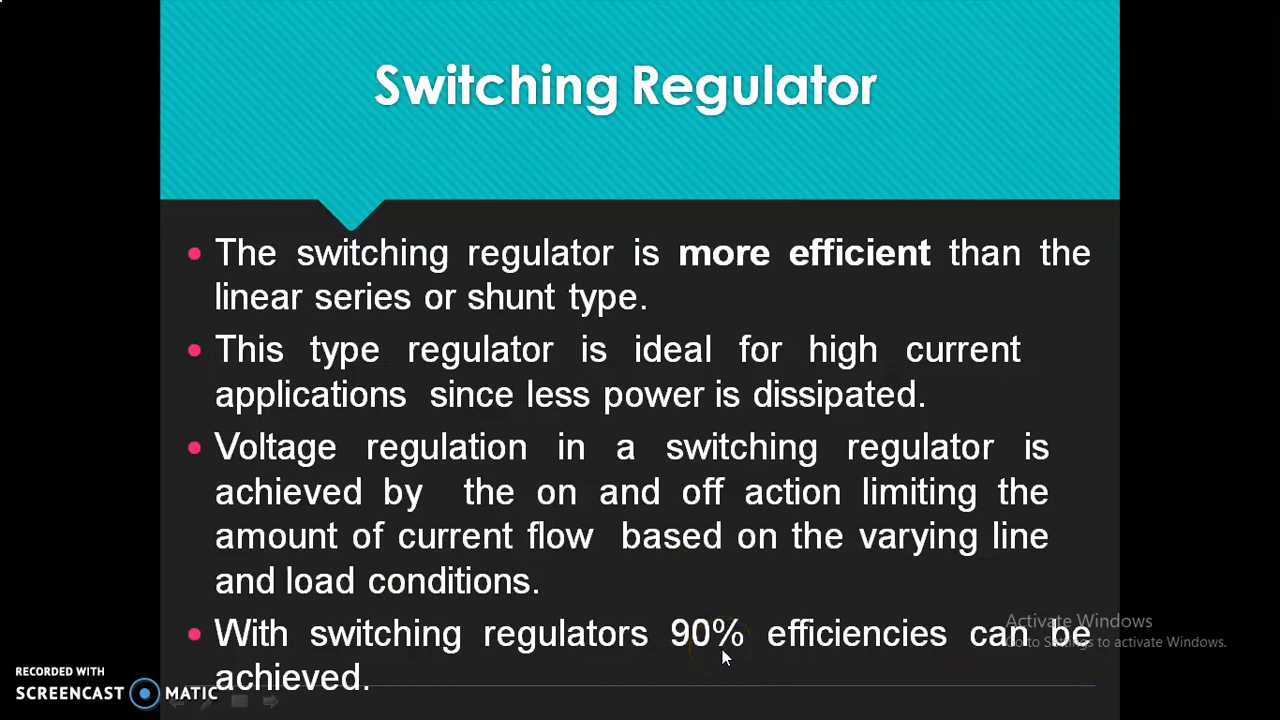 Switching Regulator
The switching regulator is more efficient than the
linear series or shunt type.
This type regulator is ideal for high current
applications since less power is dissipated.
Voltage regulation in a switching regulator is
achieved by the on and off action limiting the
amount of current flow based on the varying line
and load conditions.
With switching regulators 90% efficiencies can be
achieved.
Activate Windows
Go to Settings to activate Windows.
RECORDED WITH
SCREENCAST MATIC